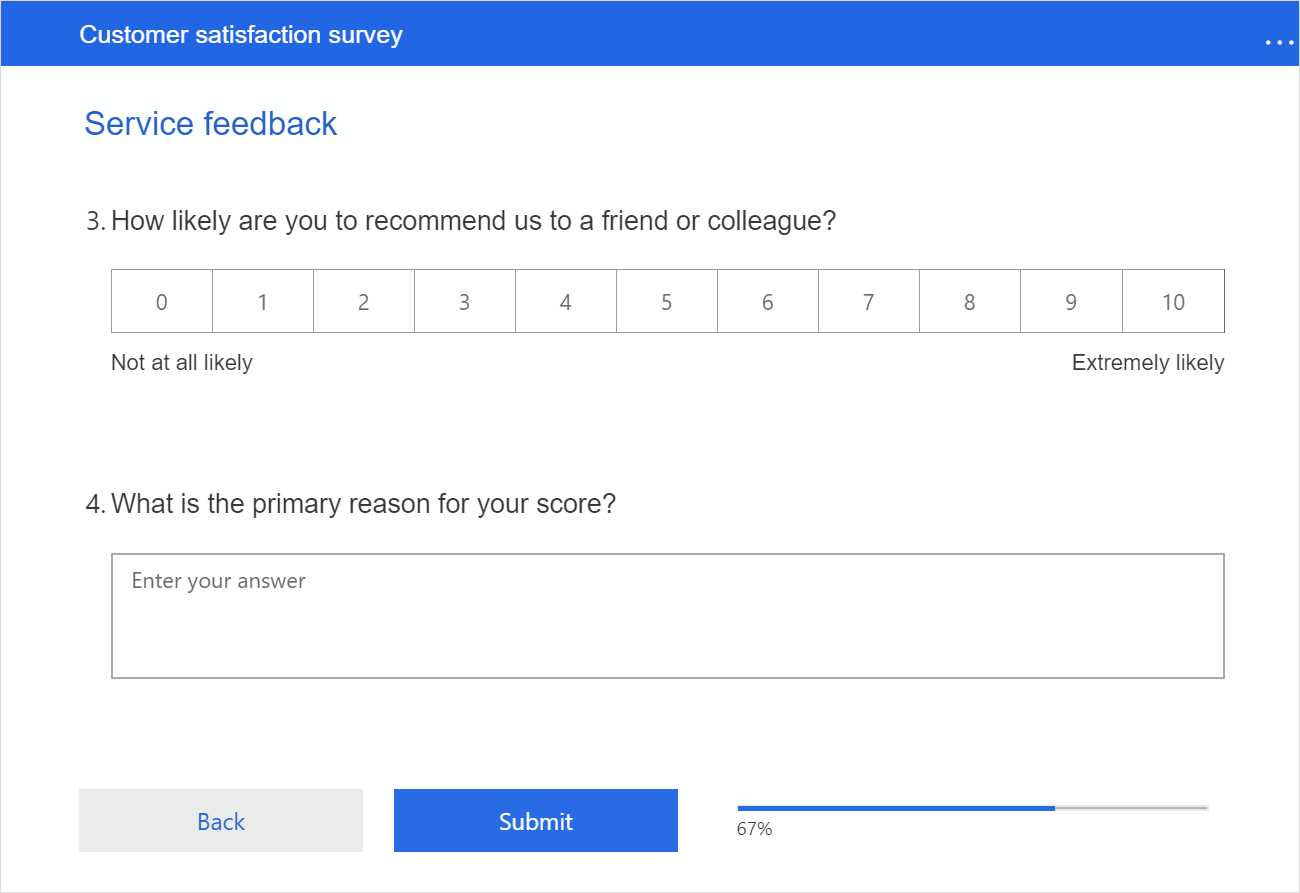 Customer satisfaction survey
...
Service feedback
3. How likely are you to recommend us to a friend or colleague?
0 1 2 3 4 5 6 7 8 9 10
Not at all likely Extremely likely
4. What is the primary reason for your score?
Enter your answer
Back Submit
67%